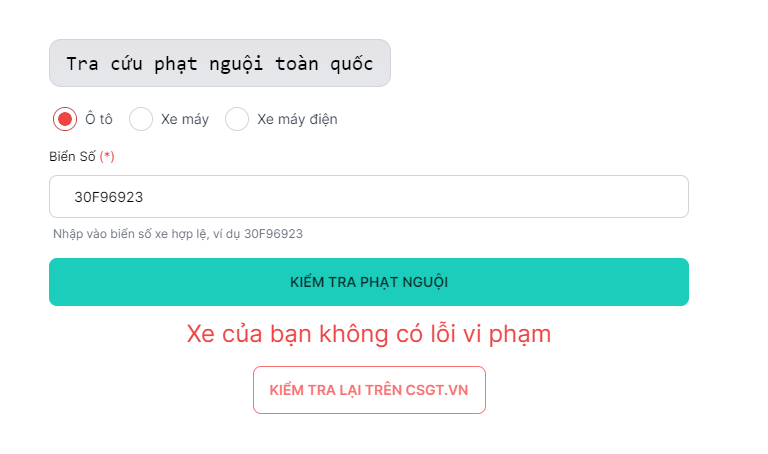 Tra cứu phạt nguội toàn quốc
Ô tô Xe máy Xe máy điện
Biển Số (*)
30F96923
Nhập vào biển số xe hợp lệ, ví dụ 30F96923
KIỂM TRA PHẠT NGUỘI
Xe của bạn không có lỗi vi phạm
KIỂM TRA LẠI TRÊN CSGT.VN